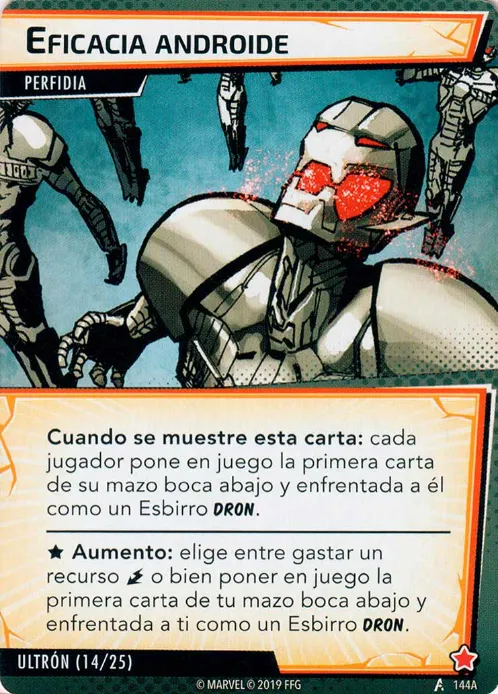 EFICACIA ANDROIDE
PERFIDIA
Cuando se muestre esta carta: cada
jugador pone en juego la primera carta
de su mazo boca abajo y enfrentada a él
como un Esbirro DRON.
★ Aumento: elige entre gastar un
recurso o bien poner en juego la
primera carta de tu mazo boca abajo y
enfrentada a ti como un Esbirro DRON.
ULTRÓN (14/25)
© MARVEL © 2019 FFG
144A